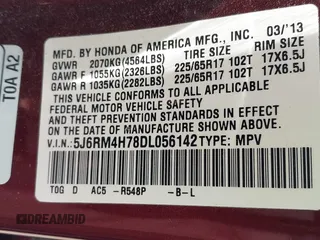 MFD. BY HONDA OF AMERICA MFG., INC. 03/'13
GVWR 2070KG(4564LBS) TIRE SIZE RIM SIZE
GAWR F 1055KG(2326LBS) 225/65R17 102T 17X6.5J
GAWR R 1035KG(2282LBS) 225/65R17 102T 17X6.5J
THIS VEHICLE CONFORMS TO ALL APPLICABLE
FEDERAL MOTOR VEHICLE SAFETY AND
THEFT PREVENTION STANDARDS IN EFFECT ON
THE DATE OF MANUFACTURE SHOWN ABOVE.
V.I.N.: 5J6RM4H78DL056142 TYPE: MPV
T0G D AC5 -R548P -B-L
T0A A2
DREAMBID